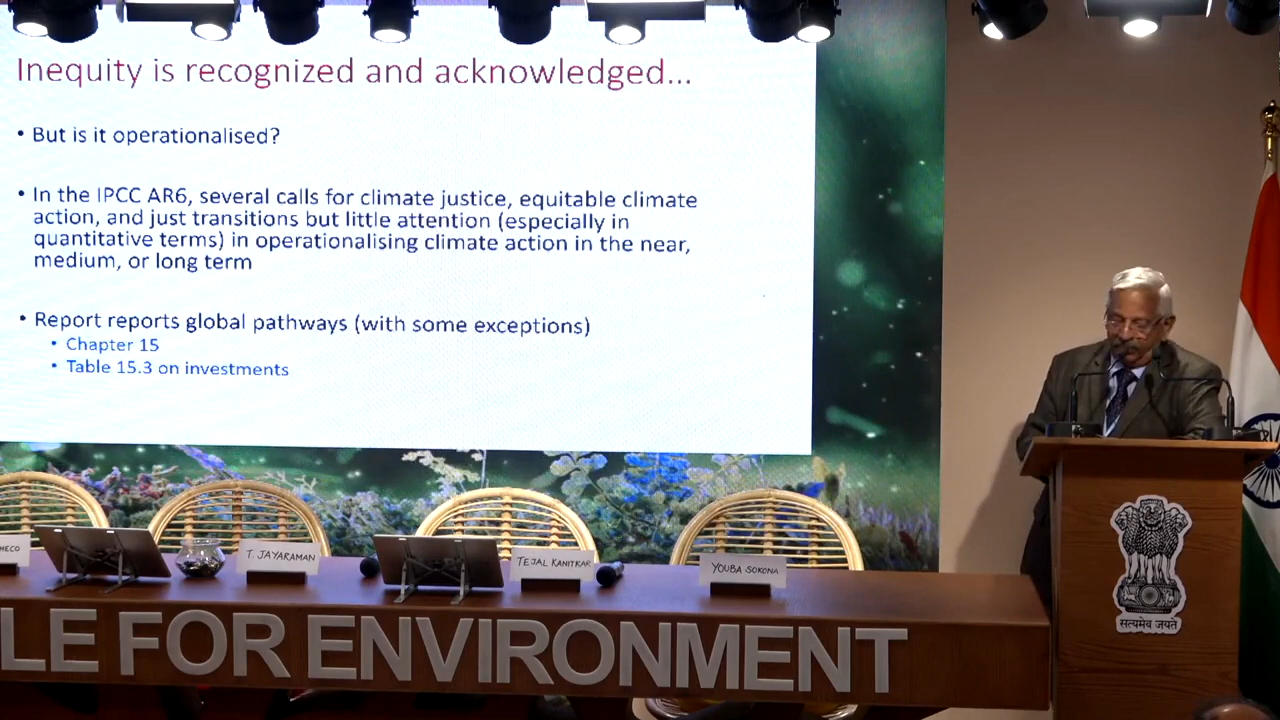 Inequity is recognized and acknowledged...
• But is it operationalised?
• In the IPCC AR6, several calls for climate justice, equitable climate
action, and just transitions but little attention (especially in
quantitative terms) in operationalising climate action in the near,
medium, or long term
• Report reports global pathways (with some exceptions)
• Chapter 15
• Table 15.3 on investments
HECO
T. JAYARAMAN
TEJAL KANITKAR
YOUBA SOKONA
LE FOR ENVIRONMENT
सत्यमेव जयते